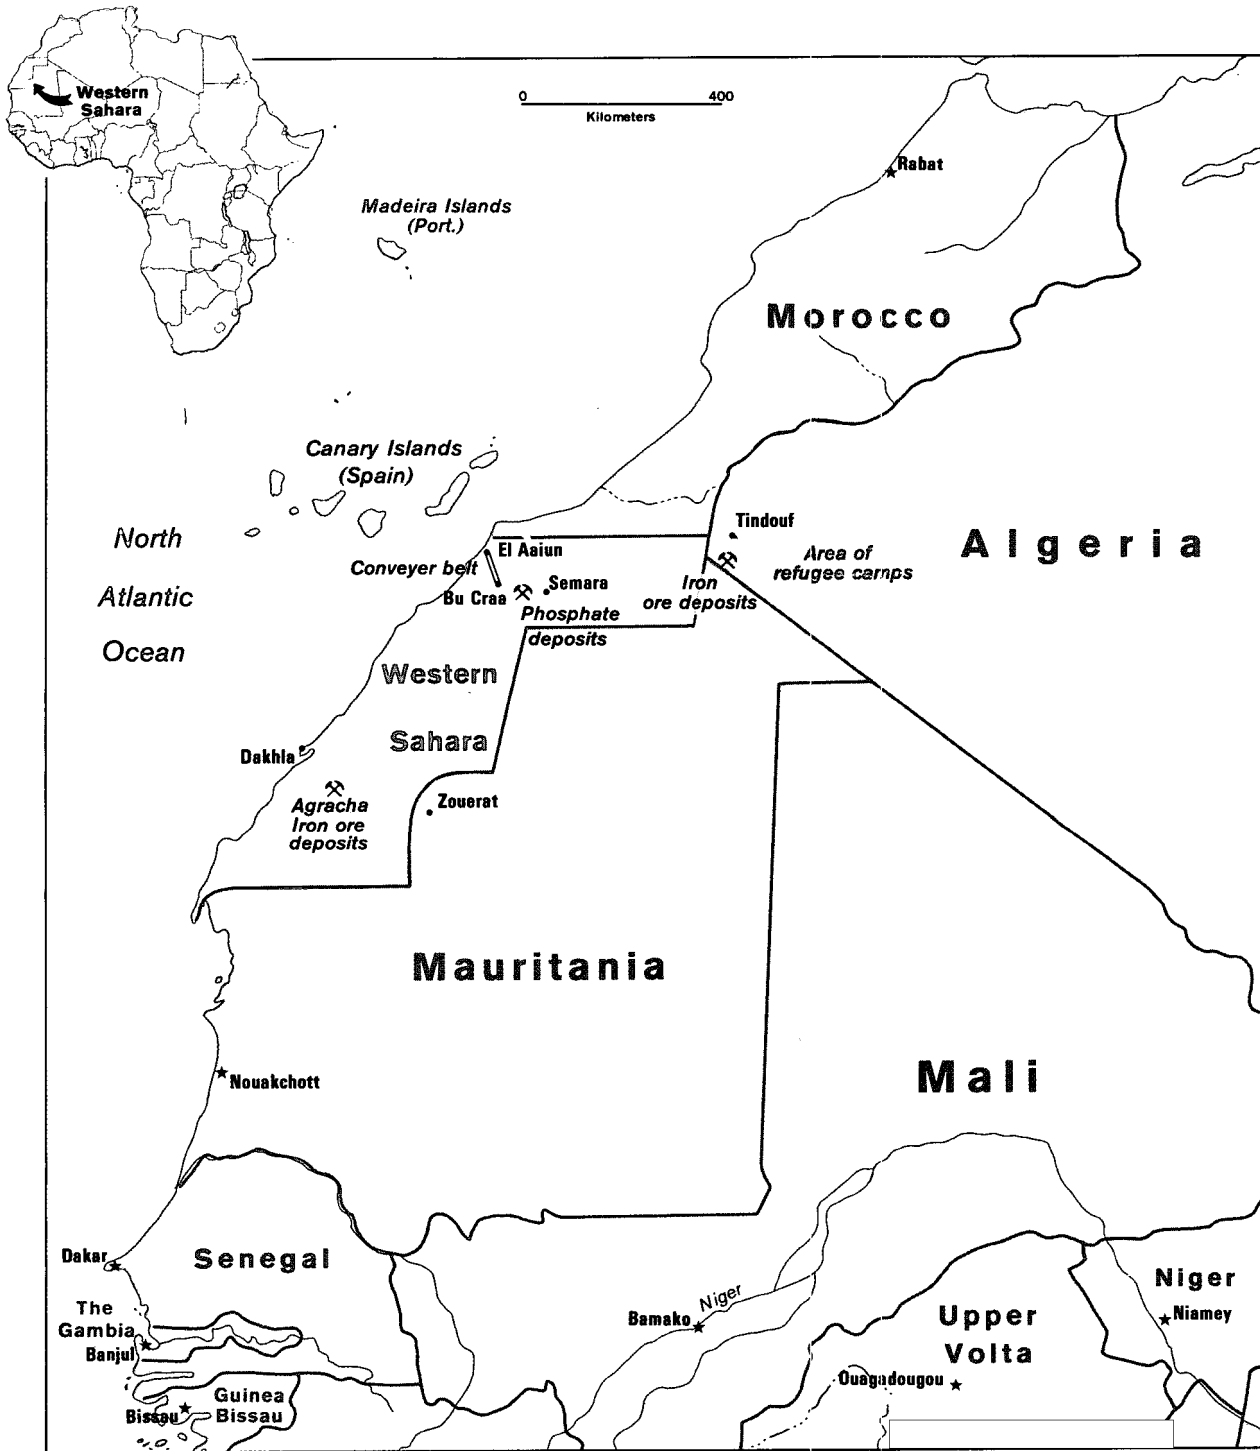 Western
Sahara
0 400
Kilometers
Rabat
Madeira Islands
(Port.)
Morocco
Canary Islands
(Spain)
North
Atlantic
Ocean
Tindouf
Algeria
El Aaiun
Area of
refugee camps
Conveyer belt
Iron
ore deposits
Semara
Bu Craa
Phosphate
deposits
Western
Sahara
Dakhla
Zouerat
Agracha
Iron ore
deposits
Mauritania
Mali
Nouakchott
Dakar
Senegal
Niger
Niger
The
Gambia
Banjul
Bamako
Upper
Volta
Niamey
Ouagadougou
Guinea
Bissau
Bissau